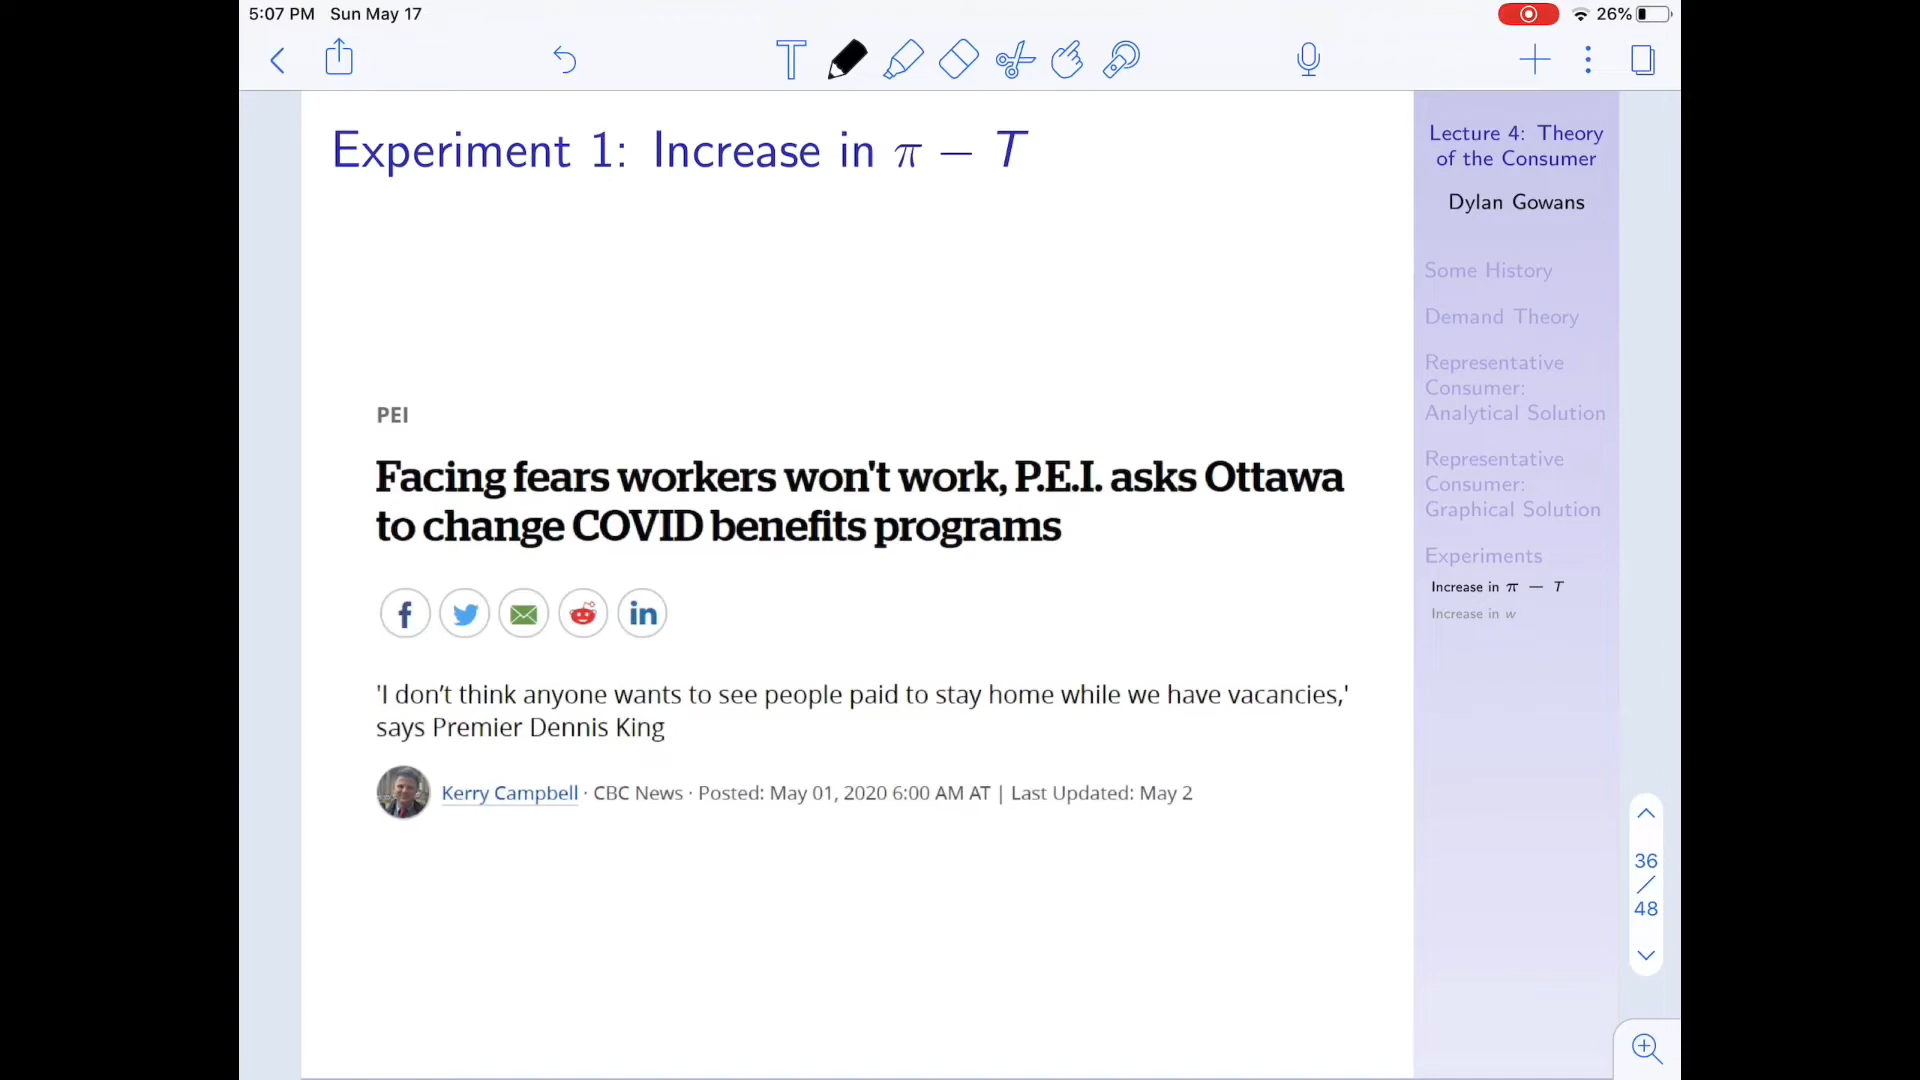 5:07 PM Sun May 17
26%
Experiment 1: Increase in π − T
PEI
Facing fears workers won't work, P.E.I. asks Ottawa
to change COVID benefits programs
'I don’t think anyone wants to see people paid to stay home while we have vacancies,'
says Premier Dennis King
Kerry Campbell · CBC News · Posted: May 01, 2020 6:00 AM AT | Last Updated: May 2
Lecture 4: Theory
of the Consumer
Dylan Gowans
Some History
Demand Theory
Representative
Consumer:
Analytical Solution
Representative
Consumer:
Graphical Solution
Experiments
Increase in π − T
Increase in w
36
/
48